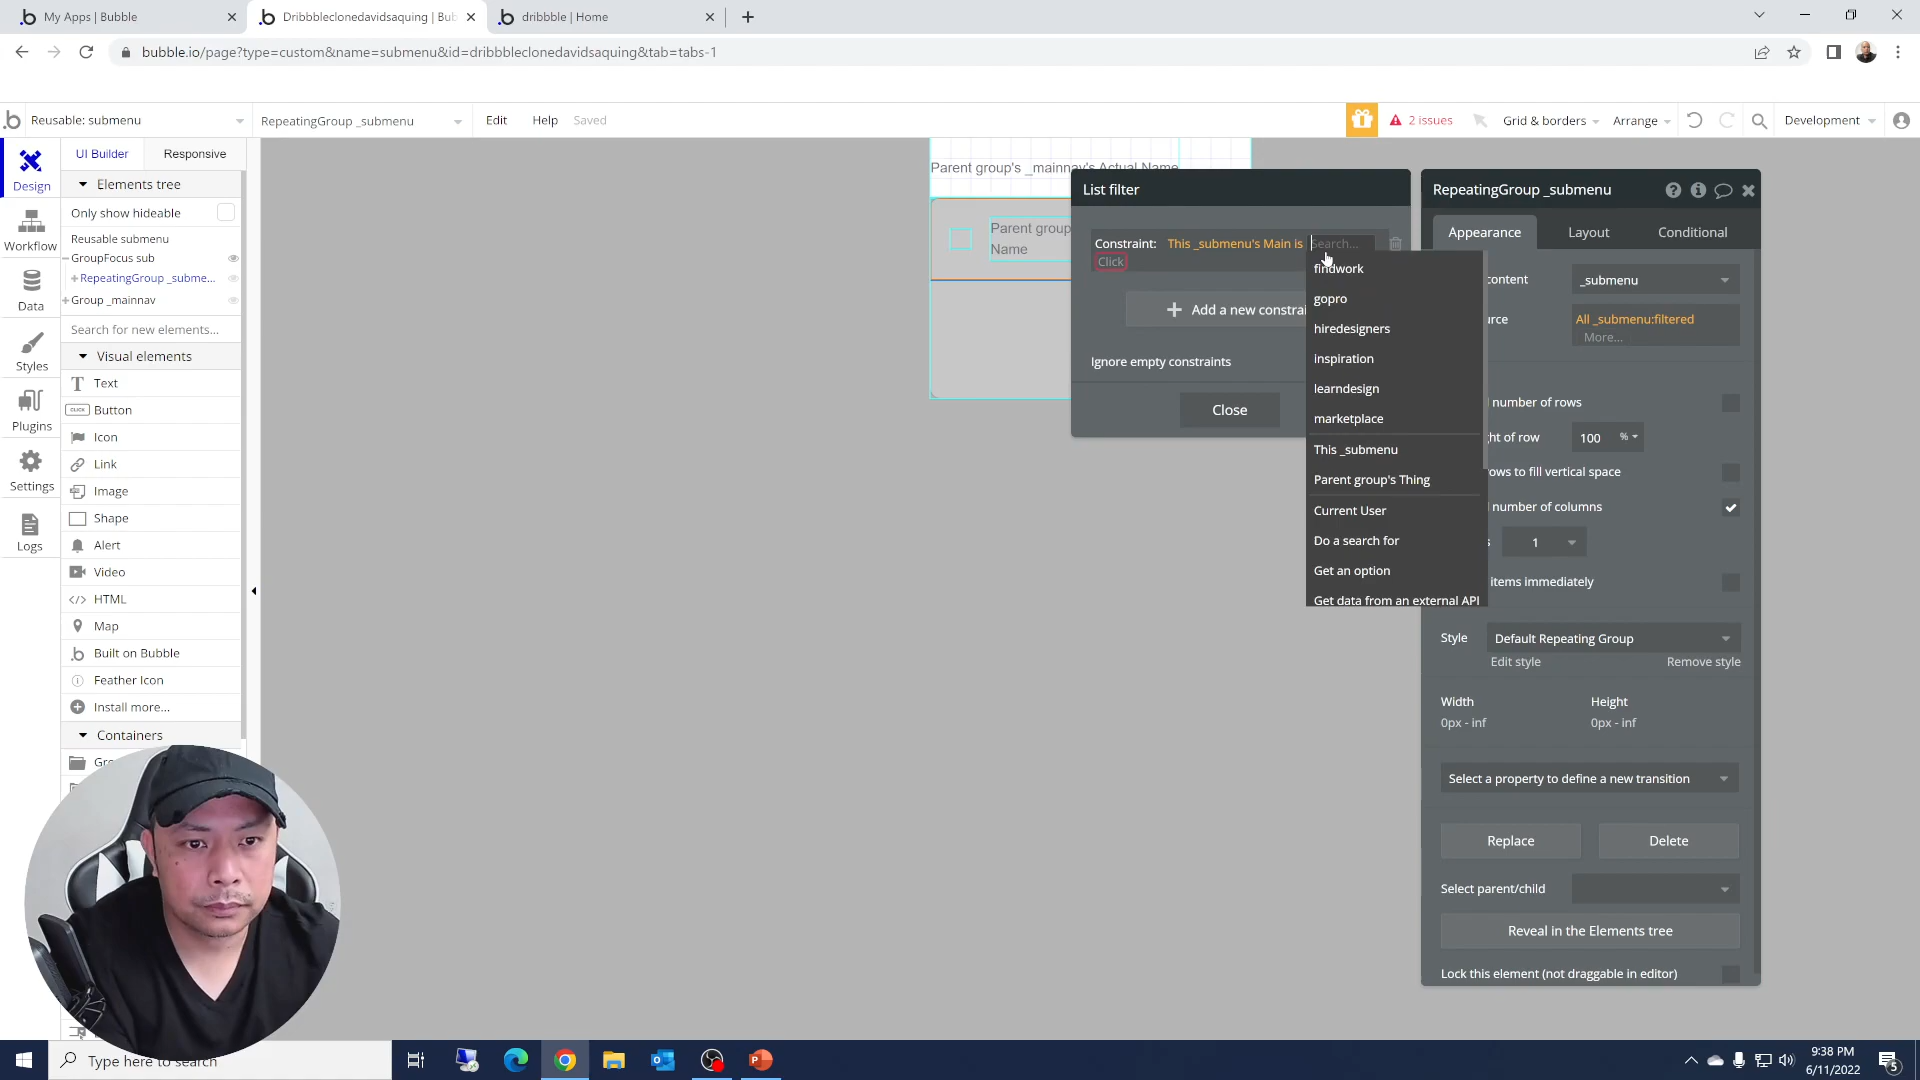 My Apps | Bubble
Dribbbleclonedavidsaquing | Bub
dribbble | Home
bubble.io/page?type=custom&name=submenu&id=dribbbleclonedavidsaquing&tab=tabs-1
Reusable: submenu
RepeatingGroup _submenu
Edit
Help
Saved
2 issues
Grid & borders
Arrange
Development
Design
Workflow
Data
Styles
Plugins
Settings
Logs
UI Builder
Responsive
Elements tree
Only show hideable
Reusable submenu
GroupFocus sub
RepeatingGroup _subme...
Group _mainnav
Search for new elements...
Visual elements
Text
CLICK
Button
Icon
Link
Image
Shape
Alert
Video
HTML
Map
Built on Bubble
Feather Icon
Install more...
Containers
Parent group's _mainnav's Actual Name
Parent group
Name
List filter
Constraint: This _submenu's Main is Search...
Click
Add a new constrai
Ignore empty constraints
Close
findwork
gopro
hiredesigners
inspiration
learndesign
marketplace
This _submenu
Parent group's Thing
Current User
Do a search for
Get an option
Get data from an external API
RepeatingGroup _submenu
Appearance
Layout
Conditional
ontent
_submenu
urce
All _submenu:filtered
More...
number of rows
ht of row
100
%
ows to fill vertical space
number of columns
s
1
items immediately
Style
Default Repeating Group
Edit style
Remove style
Width
Height
0px - inf
0px - inf
Select a property to define a new transition
Replace
Delete
Select parent/child
Reveal in the Elements tree
Lock this element (not draggable in editor)
Type here to search
9:38 PM
6/11/2022
5